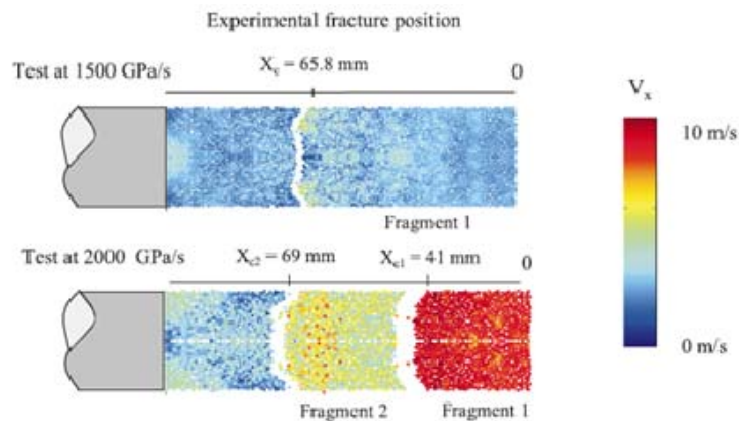 Experimental fracture position
Test at 1500 GPa/s
Xc = 65.8 mm
0
Vx
10 m/s
0 m/s
Fragment 1
Test at 2000 GPa/s
Xc2 = 69 mm
Xc1 = 41 mm
0
Fragment 2
Fragment 1